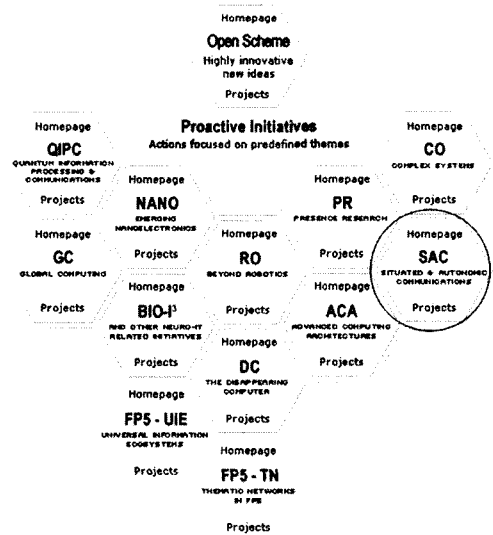 Homepage
Open Scheme
Highly innovative
new ideas
Projects
Proactive Initiatives
Actions focused on predefined themes
Homepage
QIPC
QUANTUM INFORMATION
PROCESSING &
COMMUNICATIONS
Projects
Homepage
CO
COMPLEX SYSTEMS
Projects
Homepage
NANO
EMERGING
NANOELECTRONICS
Projects
Homepage
PR
PRESENCE RESEARCH
Projects
Homepage
GC
GLOBAL COMPUTING
Projects
Homepage
RO
BEYOND ROBOTICS
Projects
Homepage
SAC
SITUATED & AUTONOMIC
COMMUNICATIONS
Projects
Homepage
BIO-I³
AND OTHER NEURO-IT
RELATED INITIATIVES
Projects
Homepage
ACA
ADVANCED COMPUTING
ARCHITECTURES
Projects
Homepage
DC
THE DISAPPEARING
COMPUTER
Projects
Homepage
FP5 - UIE
UNIVERSAL INFORMATION
ECOSYSTEMS
Projects
Homepage
FP5 - TN
THEMATIC NETWORKS
IN FP5
Projects